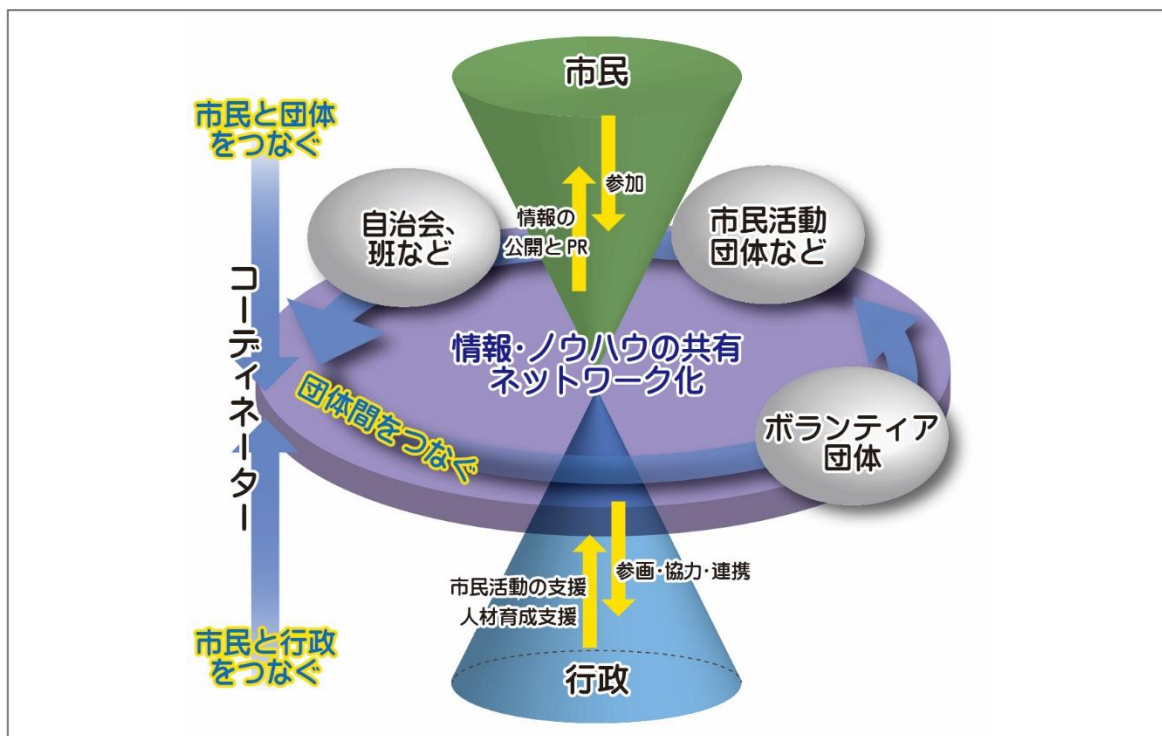 市民
市民と団体
をつなぐ
参加
情報の
公開とPR
自治会、
班など
市民活動
団体など
コーディネーター
情報・ノウハウの共有
ネットワーク化
団体間をつなぐ
ボランティア
団体
参画・協力・連携
市民活動の支援
人材育成支援
市民と行政
をつなぐ
行政